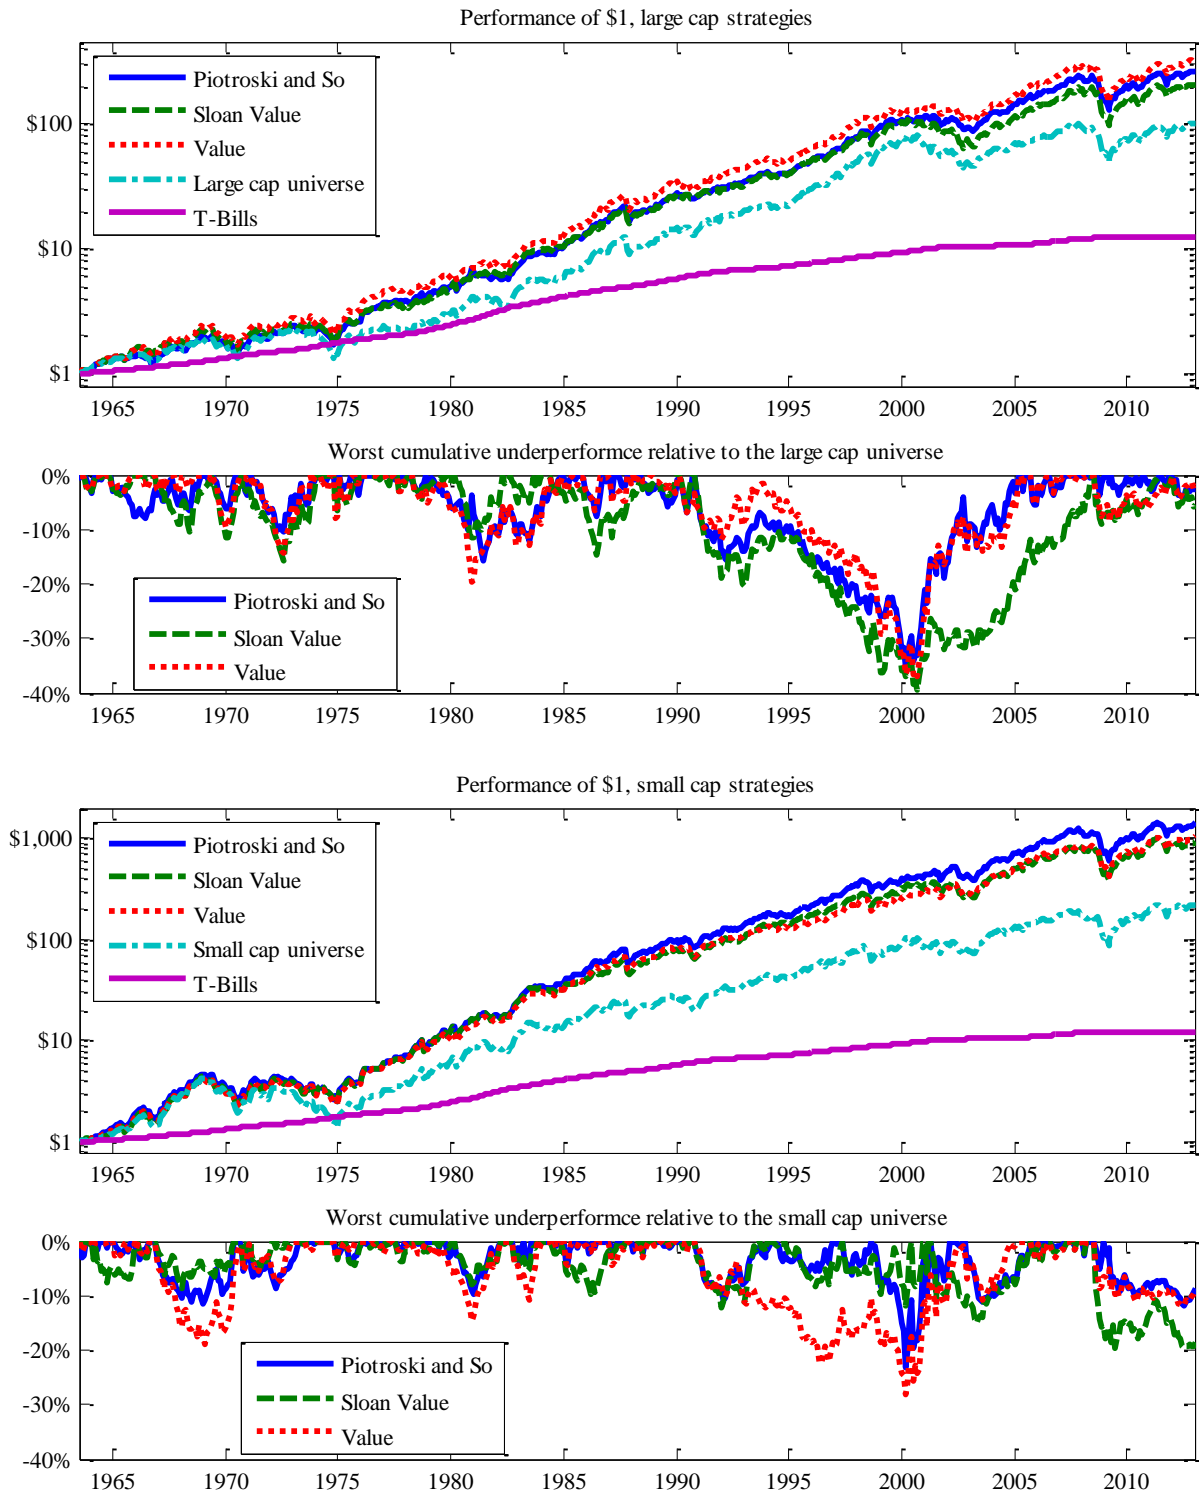 Performance of $1, large cap strategies
$100
$10
$1
Piotroski and So
Sloan Value
Value
Large cap universe
T-Bills
1965 1970 1975 1980 1985 1990 1995 2000 2005 2010
Worst cumulative underperformce relative to the large cap universe
0%
-10%
-20%
-30%
-40%
Piotroski and So
Sloan Value
Value
1965 1970 1975 1980 1985 1990 1995 2000 2005 2010
Performance of $1, small cap strategies
$1,000
$100
$10
$1
Piotroski and So
Sloan Value
Value
Small cap universe
T-Bills
1965 1970 1975 1980 1985 1990 1995 2000 2005 2010
Worst cumulative underperformce relative to the small cap universe
0%
-10%
-20%
-30%
-40%
Piotroski and So
Sloan Value
Value
1965 1970 1975 1980 1985 1990 1995 2000 2005 2010